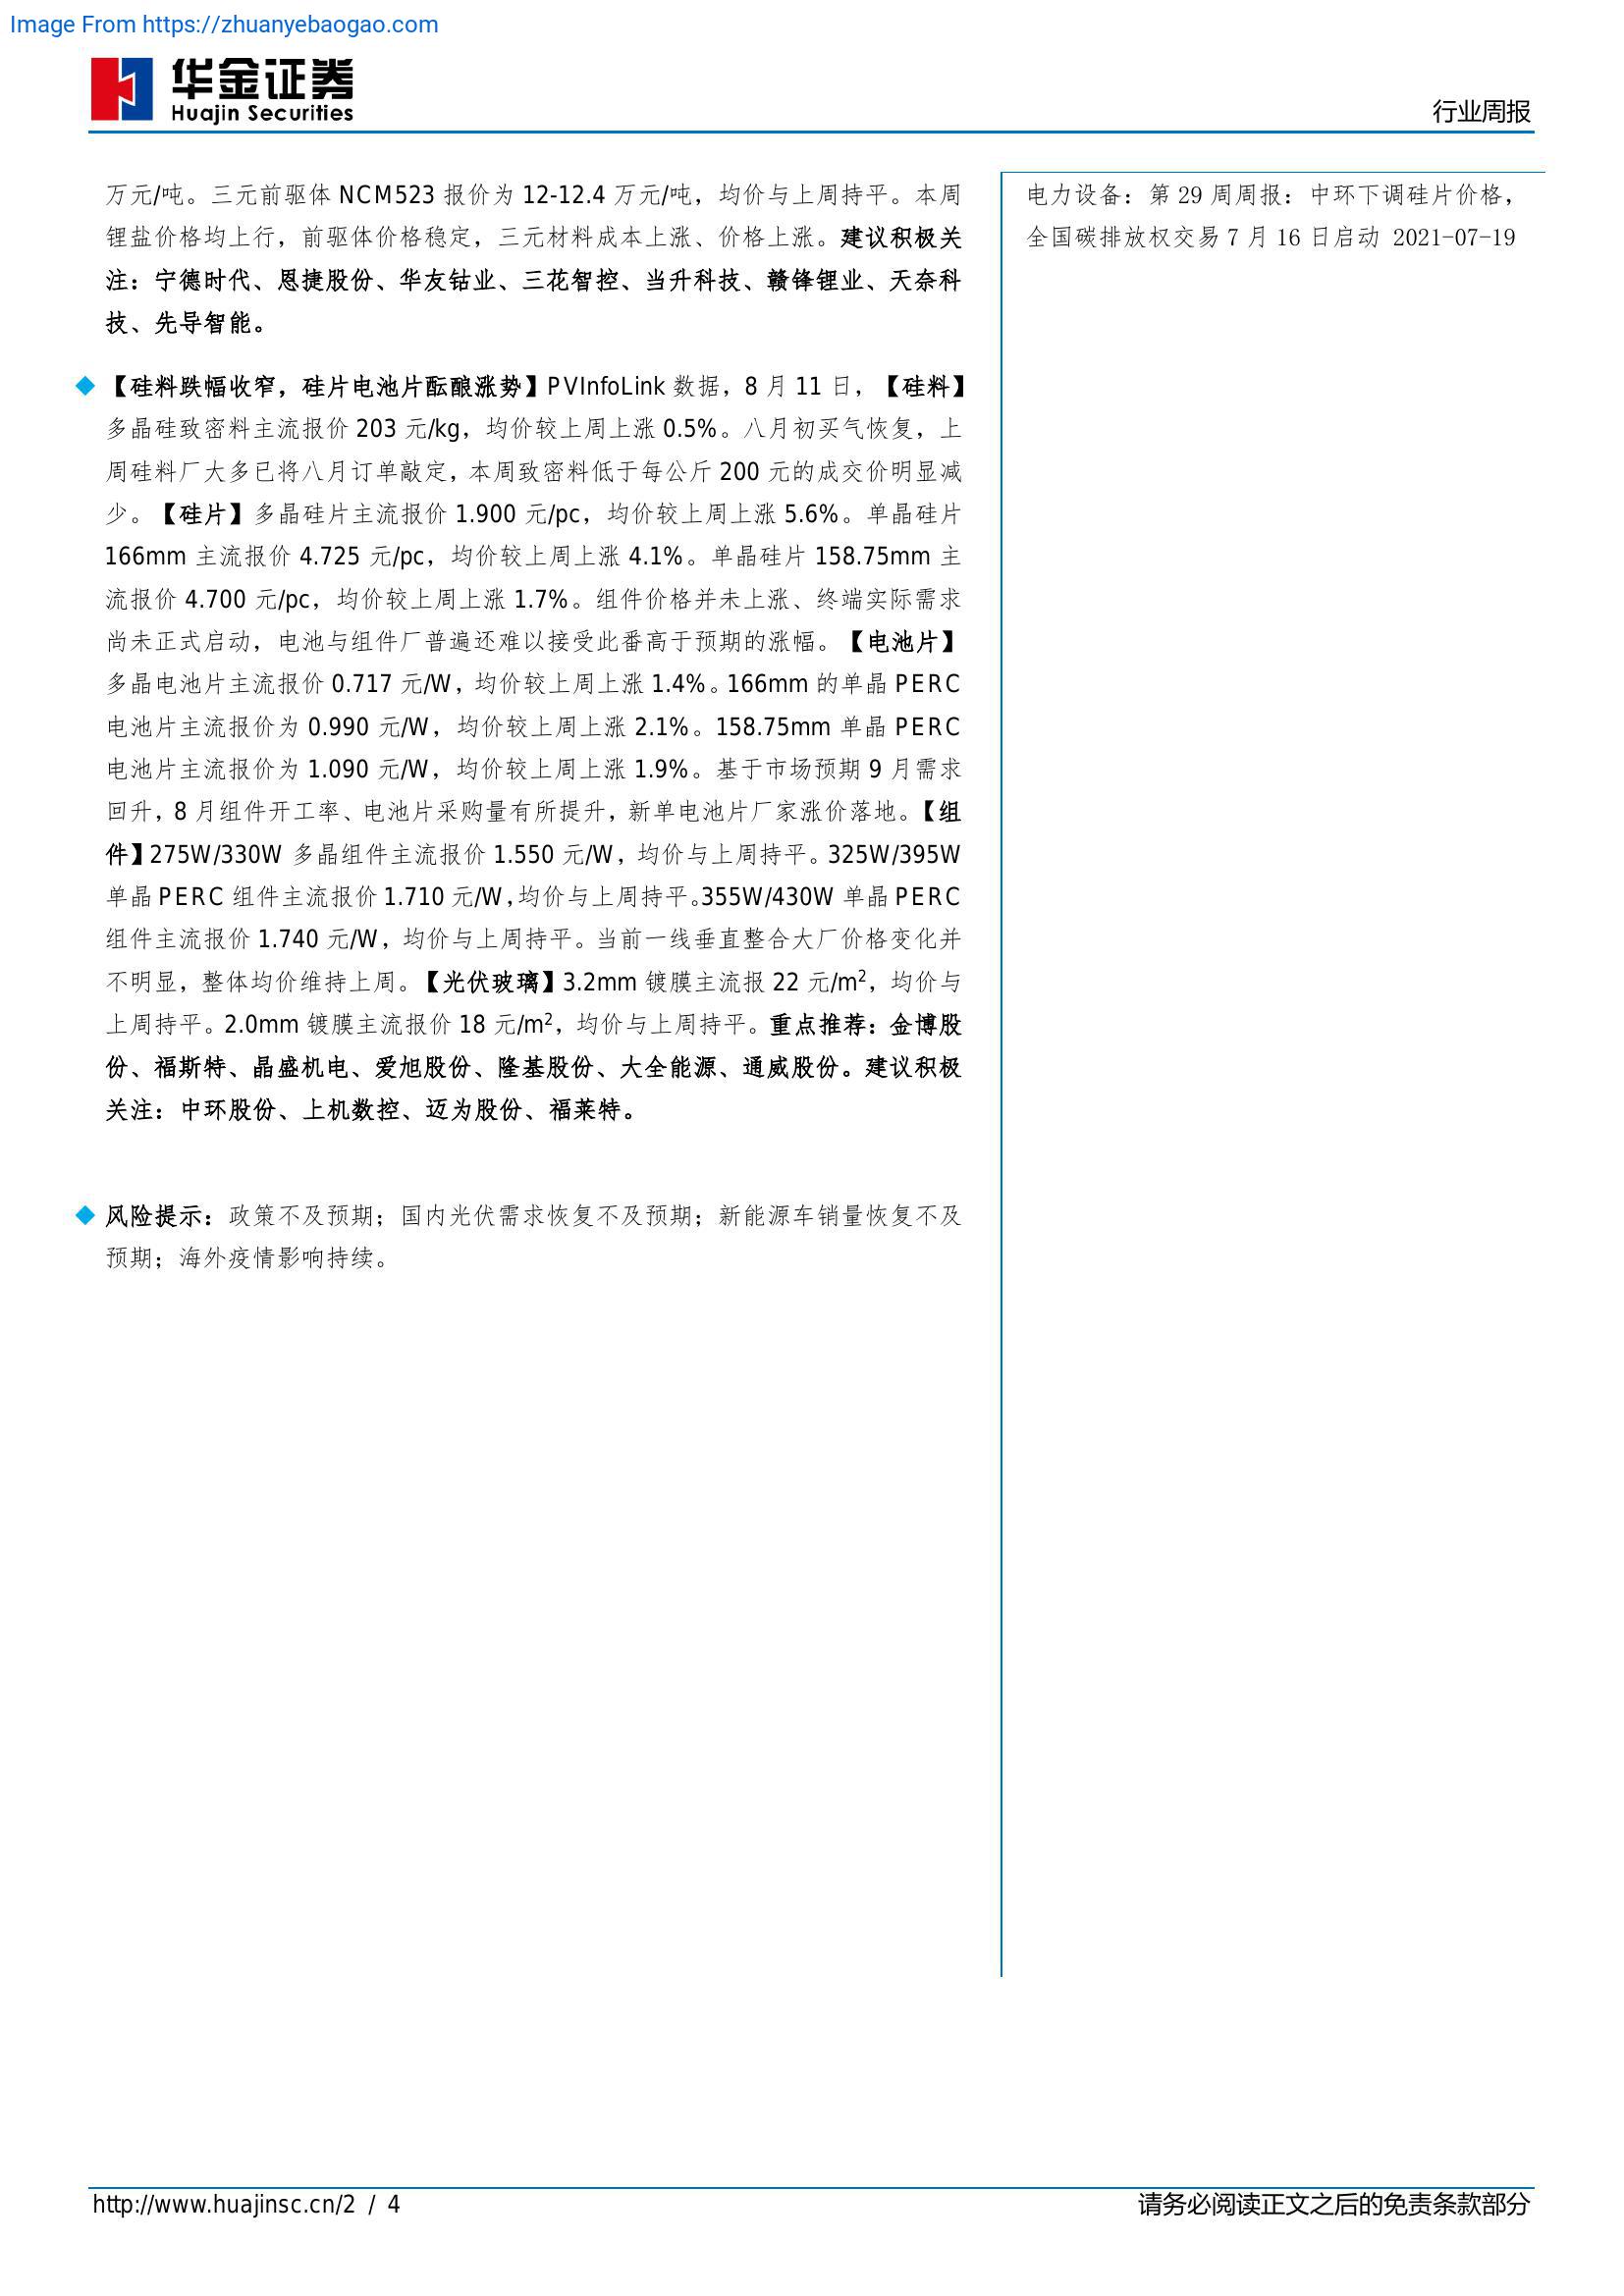 Image From https://zhuanyebaogao.com
华金证券
Huajin Securities
行业周报
万元/吨。三元前驱体 NCM523 报价为 12-12.4 万元/吨，均价与上周持平。本周
锂盐价格均上行，前驱体价格稳定，三元材料成本上涨、价格上涨。建议积极关
注：宁德时代、恩捷股份、华友钴业、三花智控、当升科技、赣锋锂业、天奈科
技、先导智能。
◆ 【硅料跌幅收窄，硅片电池片酝酿涨势】PVInfoLink 数据，8 月 11 日，【硅料】
多晶硅致密料主流报价 203 元/kg，均价较上周上涨 0.5%。八月初买气恢复，上
周硅料厂大多已将八月订单敲定，本周致密料低于每公斤 200 元的成交价明显减
少。【硅片】多晶硅片主流报价 1.900 元/pc，均价较上周上涨 5.6%。单晶硅片
166mm 主流报价 4.725 元/pc，均价较上周上涨 4.1%。单晶硅片 158.75mm 主
流报价 4.700 元/pc，均价较上周上涨 1.7%。组件价格并未上涨、终端实际需求
尚未正式启动，电池与组件厂普遍还难以接受此番高于预期的涨幅。【电池片】
多晶电池片主流报价 0.717 元/W，均价较上周上涨 1.4%。166mm 的单晶 PERC
电池片主流报价为 0.990 元/W，均价较上周上涨 2.1%。158.75mm 单晶 PERC
电池片主流报价为 1.090 元/W，均价较上周上涨 1.9%。基于市场预期 9 月需求
回升，8 月组件开工率、电池片采购量有所提升，新单电池片厂家涨价落地。【组
件】275W/330W 多晶组件主流报价 1.550 元/W，均价与上周持平。325W/395W
单晶 PERC 组件主流报价 1.710 元/W，均价与上周持平。355W/430W 单晶 PERC
组件主流报价 1.740 元/W，均价与上周持平。当前一线垂直整合大厂价格变化并
不明显，整体均价维持上周。【光伏玻璃】3.2mm 镀膜主流报 22 元/m²，均价与
上周持平。2.0mm 镀膜主流报价 18 元/m²，均价与上周持平。重点推荐：金博股
份、福斯特、晶盛机电、爱旭股份、隆基股份、大全能源、通威股份。建议积极
关注：中环股份、上机数控、迈为股份、福莱特。
◆ 风险提示：政策不及预期；国内光伏需求恢复不及预期；新能源车销量恢复不及
预期；海外疫情影响持续。
电力设备：第 29 周周报：中环下调硅片价格，
全国碳排放权交易 7 月 16 日启动 2021-07-19
http://www.huajinsc.cn/2 / 4
请务必阅读正文之后的免责条款部分